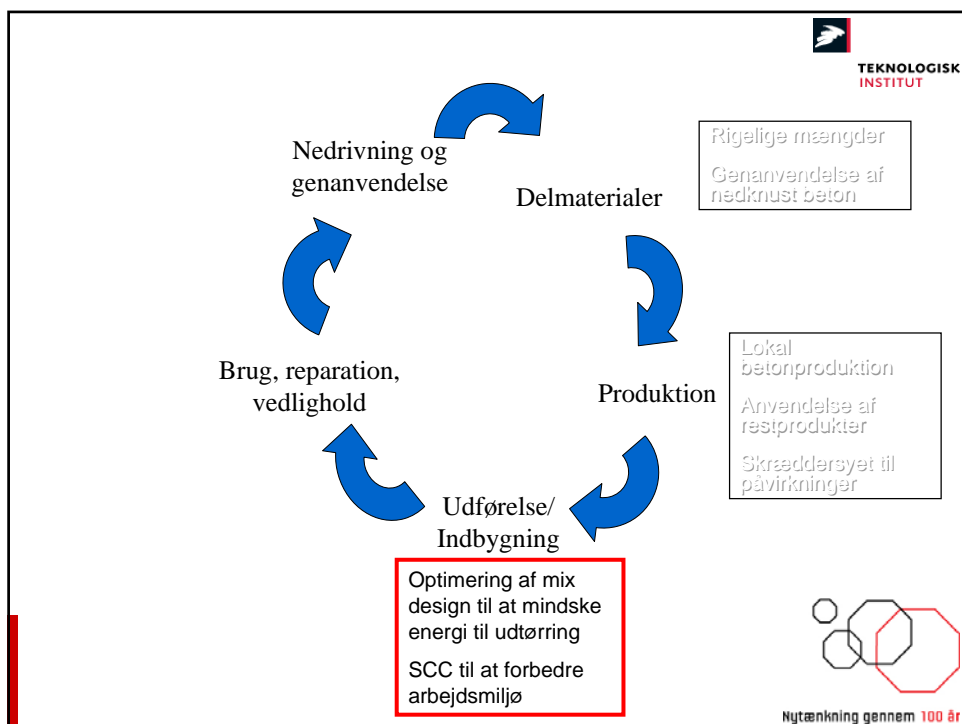 TEKNOLOGISK
INSTITUT
Nedrivning og
genanvendelse
Delmaterialer
Rigelige mængder
Genanvendelse af
nedknust beton
Brug, reparation,
vedlighold
Produktion
Lokal
betonproduktion
Anvendelse af
restprodukter
Skræddersyet til
påvirkninger
Udførelse/
Indbygning
Optimering af mix
design til at mindske
energi til udtørring
SCC til at forbedre
arbejdsmiljø
Nytænkning gennem 100 år